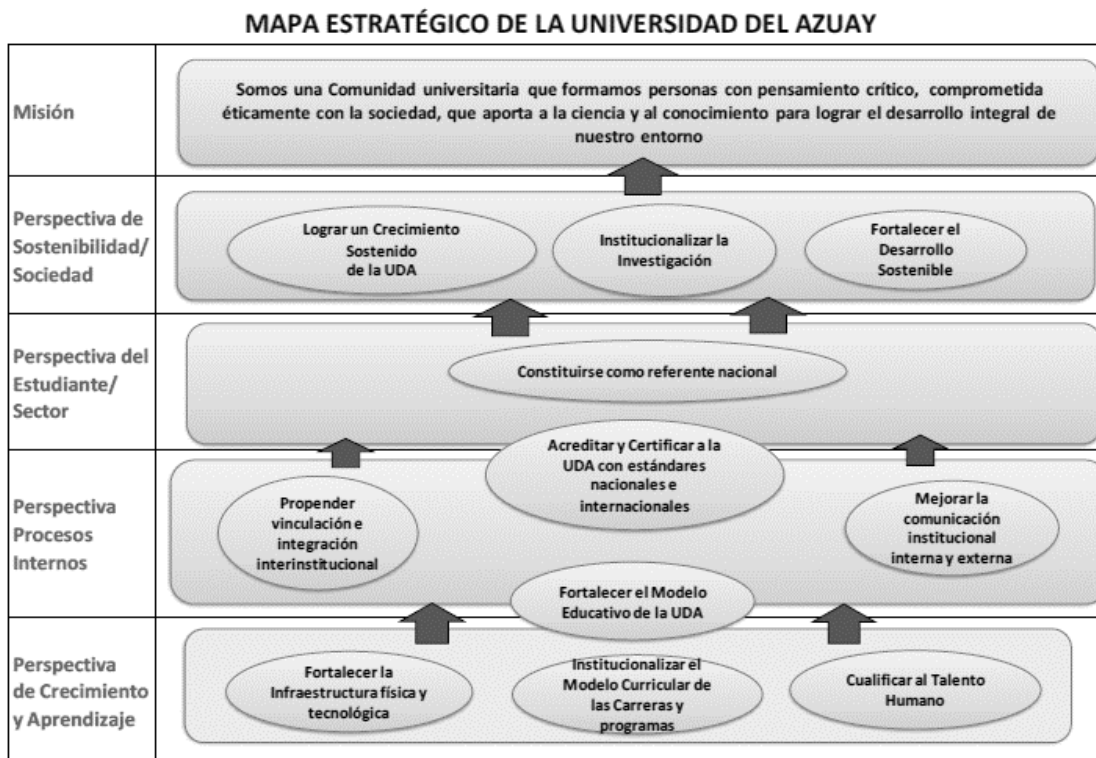 MAPA ESTRATÉGICO DE LA UNIVERSIDAD DEL AZUAY
Misión
Somos una Comunidad universitaria que formamos personas con pensamiento crítico, comprometida
éticamente con la sociedad, que aporta a la ciencia y al conocimiento para lograr el desarrollo integral de
nuestro entorno
Perspectiva de
Sostenibilidad/
Sociedad
Lograr un Crecimiento
Sostenido
de la UDA
Institucionalizar la
Investigación
Fortalecer el
Desarrollo
Sostenible
Perspectiva del
Estudiante/
Sector
Constituirse como referente nacional
Perspectiva
Procesos
Internos
Acreditar y Certificar a la
UDA con estándares
nacionales e
internacionales
Propender
vinculación e
integración
interinstitucional
Mejorar la
comunicación
institucional
interna y externa
Fortalecer el Modelo
Educativo de la UDA
Perspectiva
de Crecimiento
y Aprendizaje
Fortalecer la
Infraestructura física y
tecnológica
Institucionalizar el
Modelo Curricular de
las Carreras y
programas
Cualificar al Talento
Humano